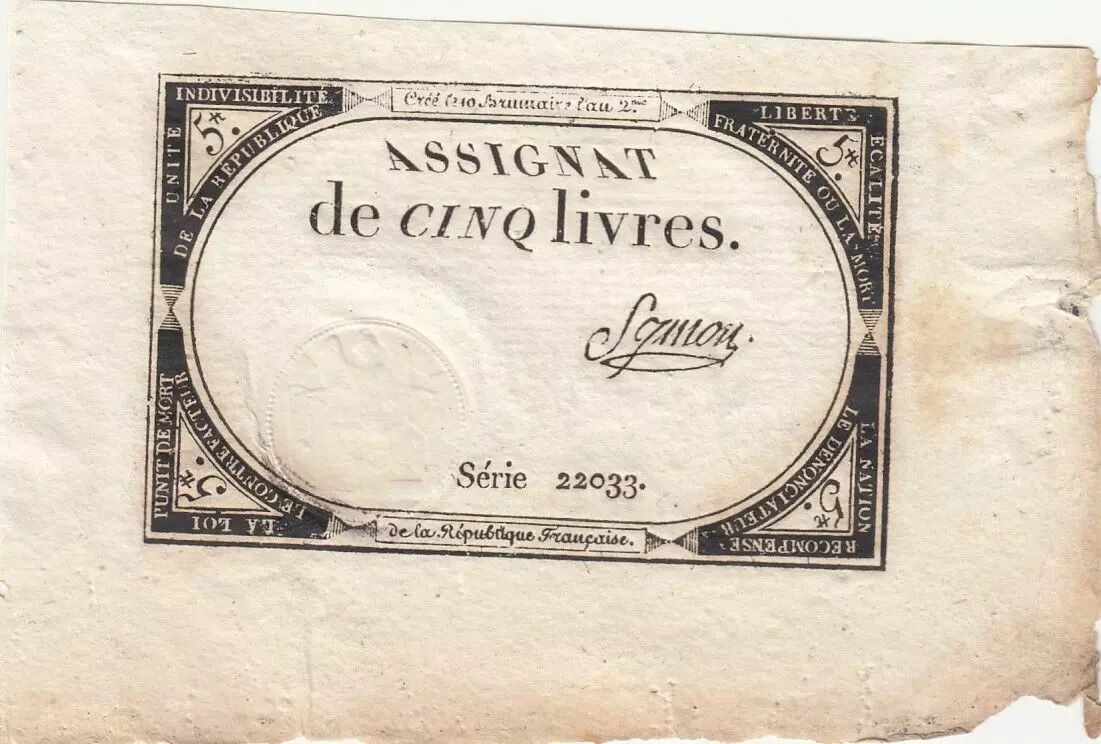 Créé le 10 Brumaire l'an 2.me
INDIVISIBILITÉ
UNITÉ
DE LA RÉPUBLIQUE
5
LIBERTÉ
ÉGALITÉ
FRATERNITÉ OU LA MORT
5
ASSIGNAT
de CINQ livres.
Série 22033.
PUNIT DE MORT
LE CONTREFACTEUR
LA LOI
5
LA NATION
LE DENONCIATEUR
RECOMPENSE
5
de la République Française.